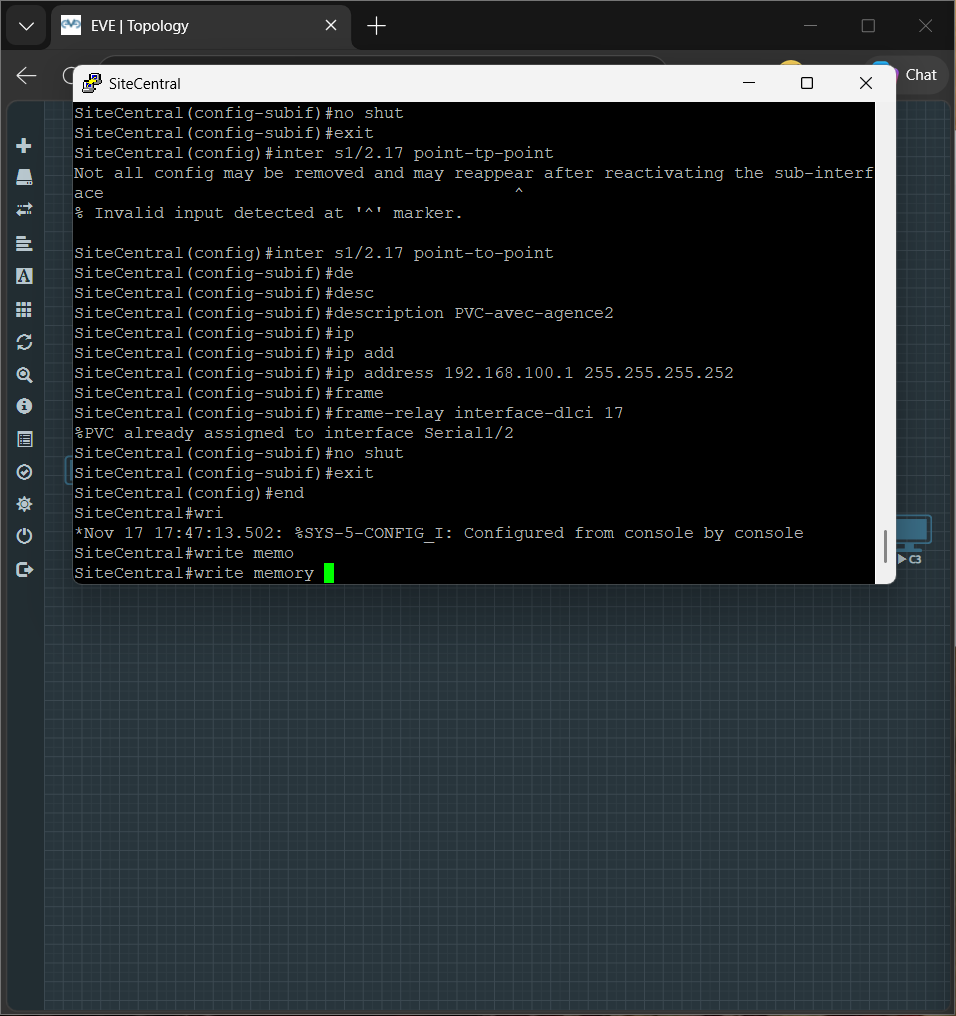 EVE | Topology
Chat
SiteCentral
SiteCentral(config-subif)#no shut
SiteCentral(config-subif)#exit
SiteCentral(config)#inter s1/2.17 point-tp-point
Not all config may be removed and may reappear after reactivating the sub-interf
ace                                         ^
% Invalid input detected at '^' marker.
SiteCentral(config)#inter s1/2.17 point-to-point
SiteCentral(config-subif)#de
SiteCentral(config-subif)#desc
SiteCentral(config-subif)#description PVC-avec-agence2
SiteCentral(config-subif)#ip
SiteCentral(config-subif)#ip add
SiteCentral(config-subif)#ip address 192.168.100.1 255.255.255.252
SiteCentral(config-subif)#frame
SiteCentral(config-subif)#frame-relay interface-dlci 17
%PVC already assigned to interface Serial1/2
SiteCentral(config-subif)#no shut
SiteCentral(config-subif)#exit
SiteCentral(config)#end
SiteCentral#wri
*Nov 17 17:47:13.502: %SYS-5-CONFIG_I: Configured from console by console
SiteCentral#write memo
SiteCentral#write memory
C3